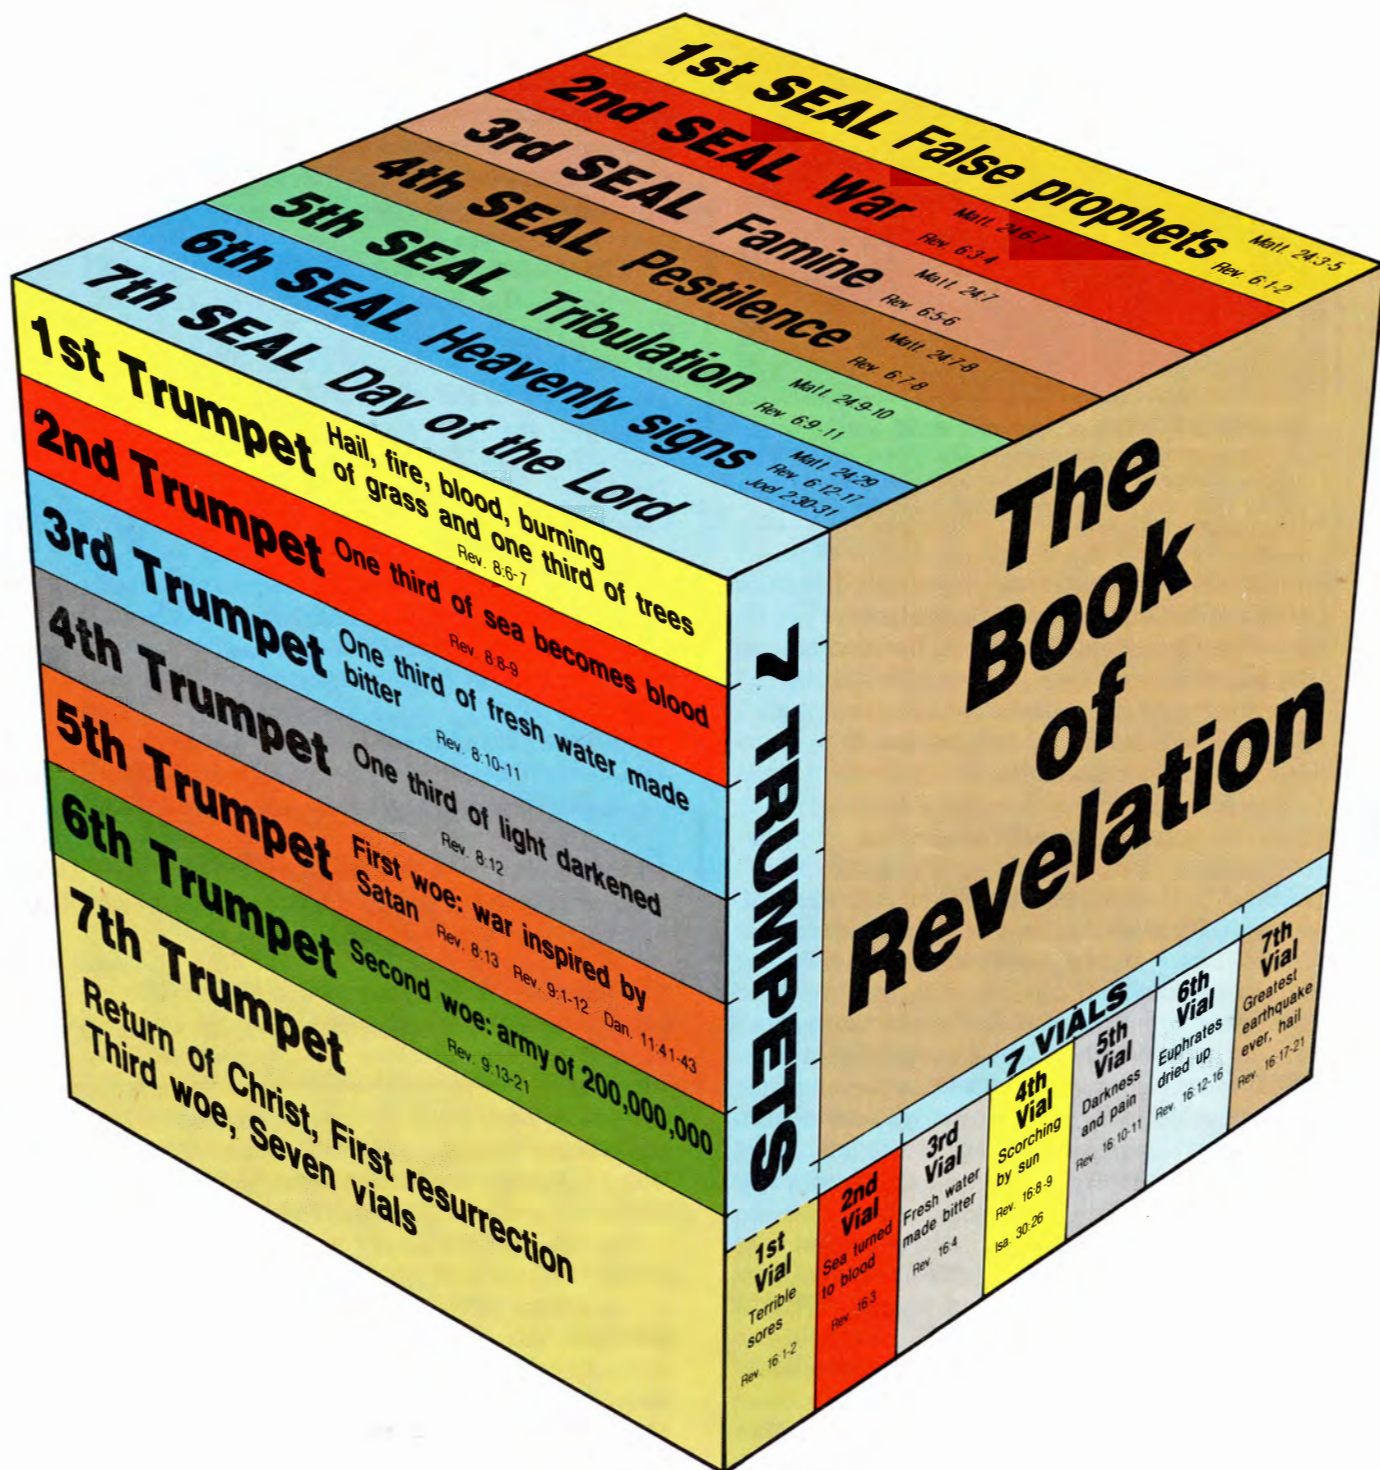 1st SEAL False prophets Matt. 24:3-5
Rev. 6:1-2
2nd SEAL War Matt. 24:6-7
Rev. 6:3-4
3rd SEAL Famine Matt. 24:7
Rev. 6:5-6
4th SEAL Pestilence Matt. 24:7-8
Rev. 6:7-8
5th SEAL Tribulation Matt. 24:9-10
Rev. 6:9-11
6th SEAL Heavenly signs Matt. 24:29
Rev. 6:12-17
Joel 2:30-31
7th SEAL Day of the Lord
1st Trumpet Hail, fire, blood, burning
of grass and one third of trees
Rev. 8:6-7
2nd Trumpet One third of sea becomes blood
Rev. 8:8-9
3rd Trumpet One third of fresh water made
bitter
Rev. 8:10-11
4th Trumpet One third of light darkened
Rev. 8:12
5th Trumpet First woe: war inspired by
Satan
Rev. 8:13 Rev. 9:1-12 Dan. 11:41-43
6th Trumpet Second woe: army of 200,000,000
Rev. 9:13-21
7th Trumpet
Return of Christ, First resurrection
Third woe, Seven vials
7 TRUMPETS
The
Book
of
Revelation
7 VIALS
1st
Vial
Terrible
sores
Rev. 16:1-2
2nd
Vial
Sea turned
to blood
Rev. 16:3
3rd
Vial
Fresh water
made bitter
Rev. 16:4
4th
Vial
Scorching
by sun
Rev. 16:8-9
Isa. 30:26
5th
Vial
Darkness
and pain
Rev. 16:10-11
6th
Vial
Euphrates
dried up
Rev. 16:12-16
7th
Vial
Greatest
earthquake
ever, hail
Rev. 16:17-21